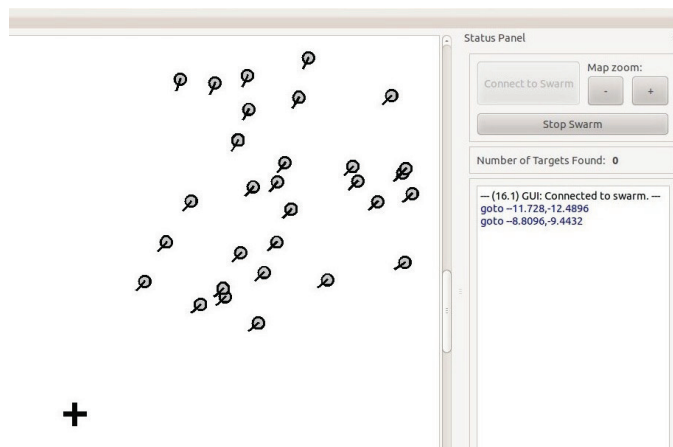 Status Panel
Connect to Swarm
Map zoom:
-
+
Stop Swarm
Number of Targets Found: 0
--- (16.1) GUI: Connected to swarm. ---
goto --11.728,-12.4896
goto --8.8096,-9.4432